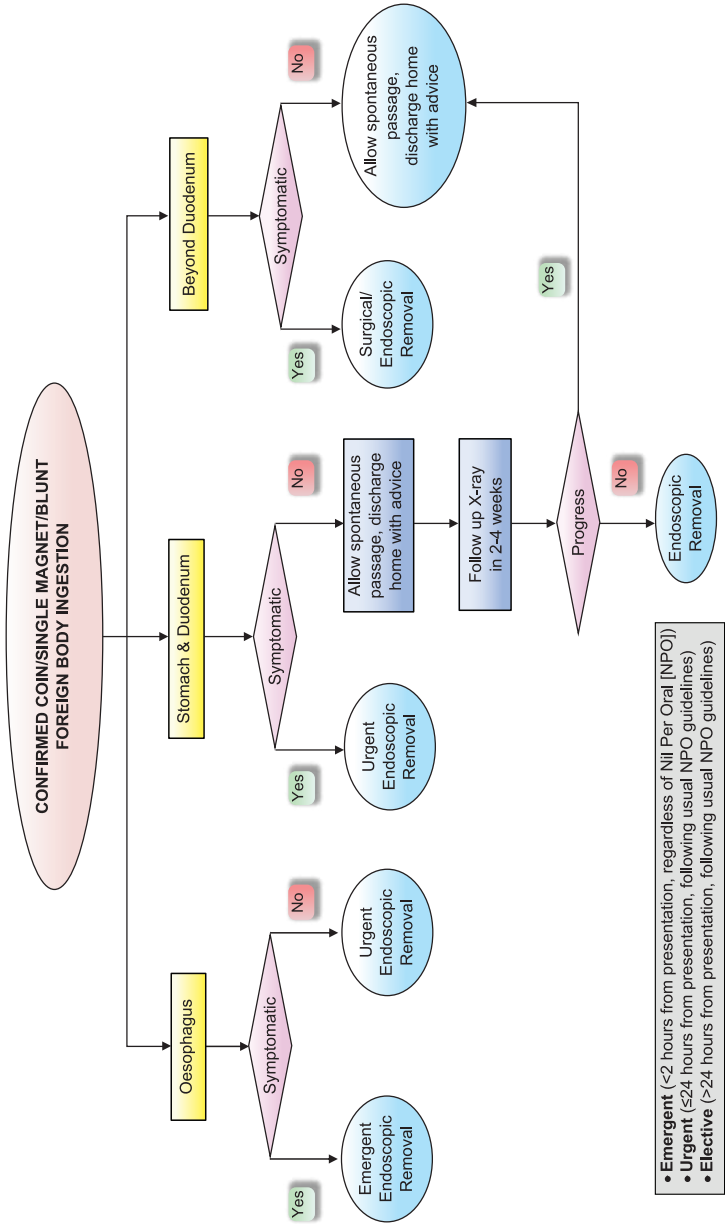 CONFIRMED COIN/SINGLE MAGNET/BLUNT
FOREIGN BODY INGESTION
Oesophagus
Symptomatic
Yes
No
Emergent
Endoscopic
Removal
Urgent
Endoscopic
Removal
Stomach & Duodenum
Symptomatic
Yes
No
Urgent
Endoscopic
Removal
Allow spontaneous
passage, discharge
home with advice
Follow up X-ray
in 2-4 weeks
Progress
No
Yes
Endoscopic
Removal
Beyond Duodenum
Symptomatic
Yes
No
Surgical/
Endoscopic
Removal
Allow spontaneous
passage,
discharge home
with advice
• Emergent (<2 hours from presentation, regardless of Nil Per Oral [NPO])
• Urgent (≤24 hours from presentation, following usual NPO guidelines)
• Elective (>24 hours from presentation, following usual NPO guidelines)